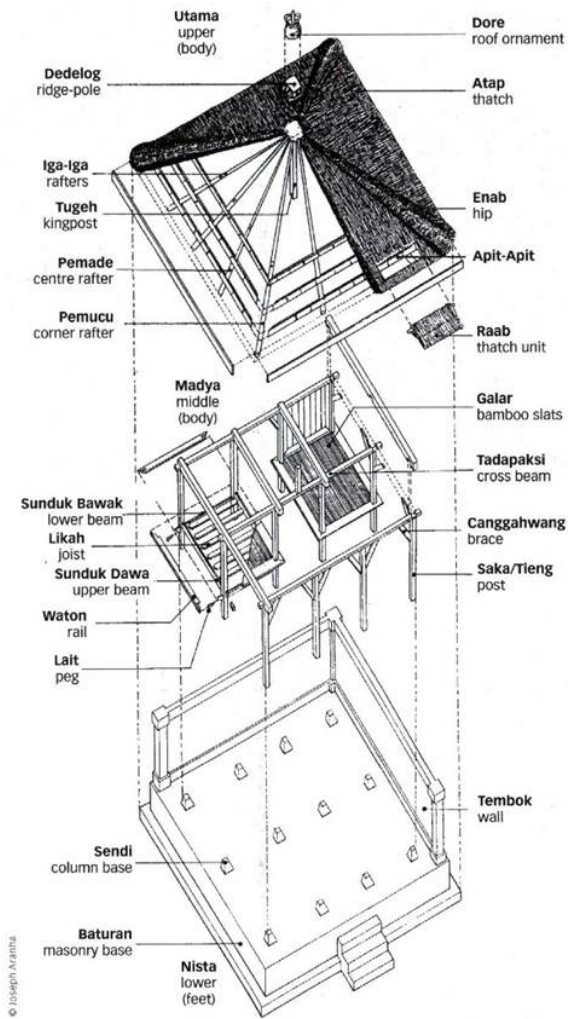 Utama
upper
(body)
Dore
roof ornament
Dedelog
ridge-pole
Atap
thatch
Iga-Iga
rafters
Tugeh
kingpost
Enab
hip
Pemade
centre rafter
Apit-Apit
Pemucu
corner rafter
Raab
thatch unit
Madya
middle
(body)
Galar
bamboo slats
Tadapaksi
cross beam
Sunduk Bawak
lower beam
Canggahwang
brace
Likah
joist
Sunduk Dawa
upper beam
Saka/Tieng
post
Waton
rail
Lait
peg
Tembok
wall
Sendi
column base
Baturan
masonry base
Nista
lower
(feet)
© Joseph Aranha